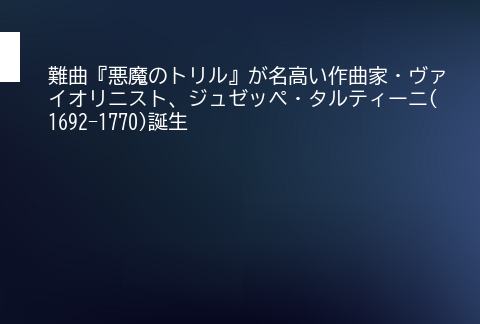 難曲『悪魔のトリル』が名高い作曲家・ヴァ
イオリニスト、ジュゼッペ・タルティーニ(
1692-1770)誕生